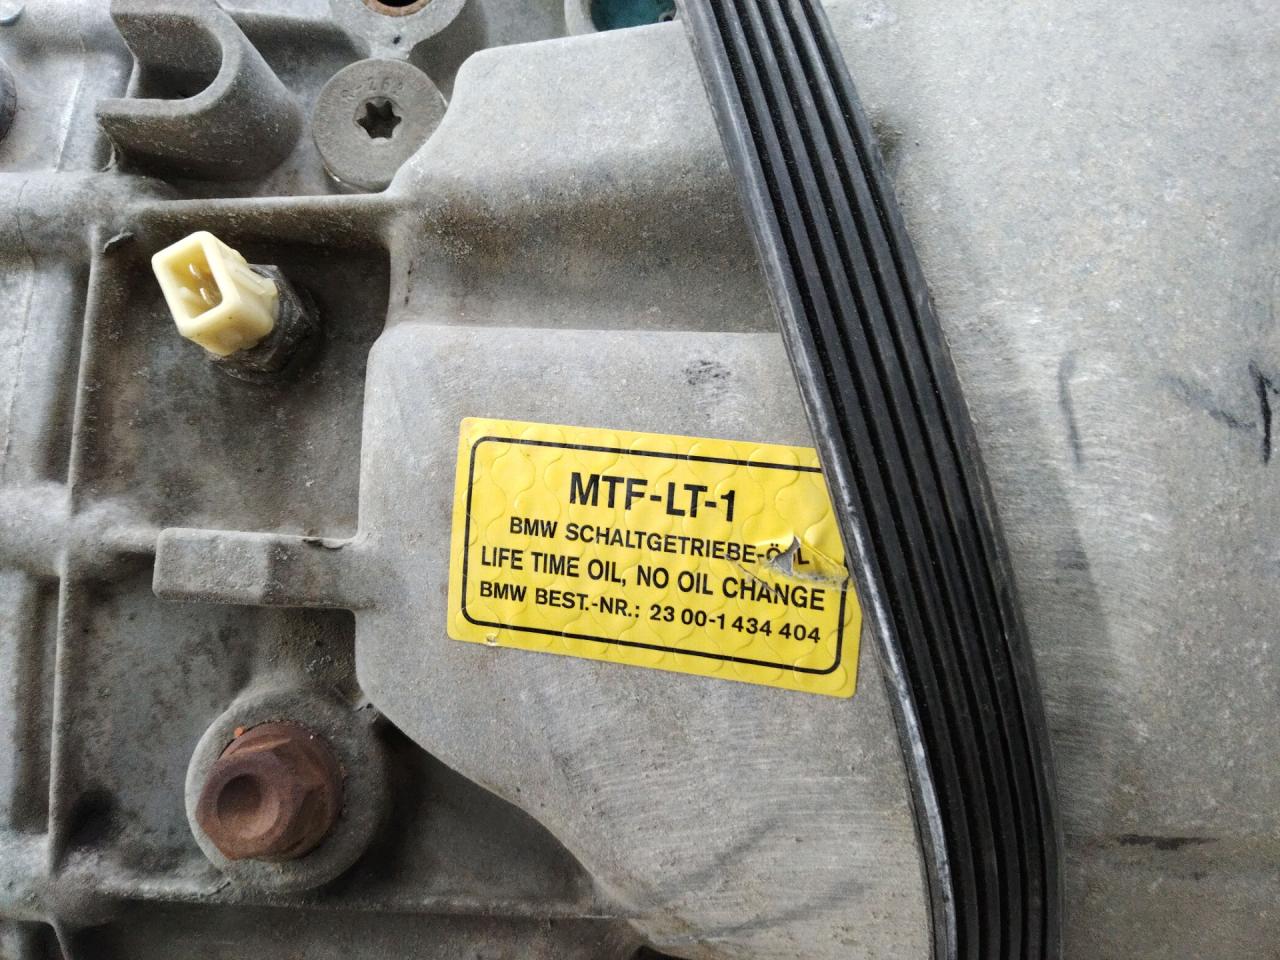 MTF-LT-1
BMW SCHALTGETRIEBE-ÖL
LIFE TIME OIL, NO OIL CHANGE
BMW BEST.-NR.: 23 00-1 434 404